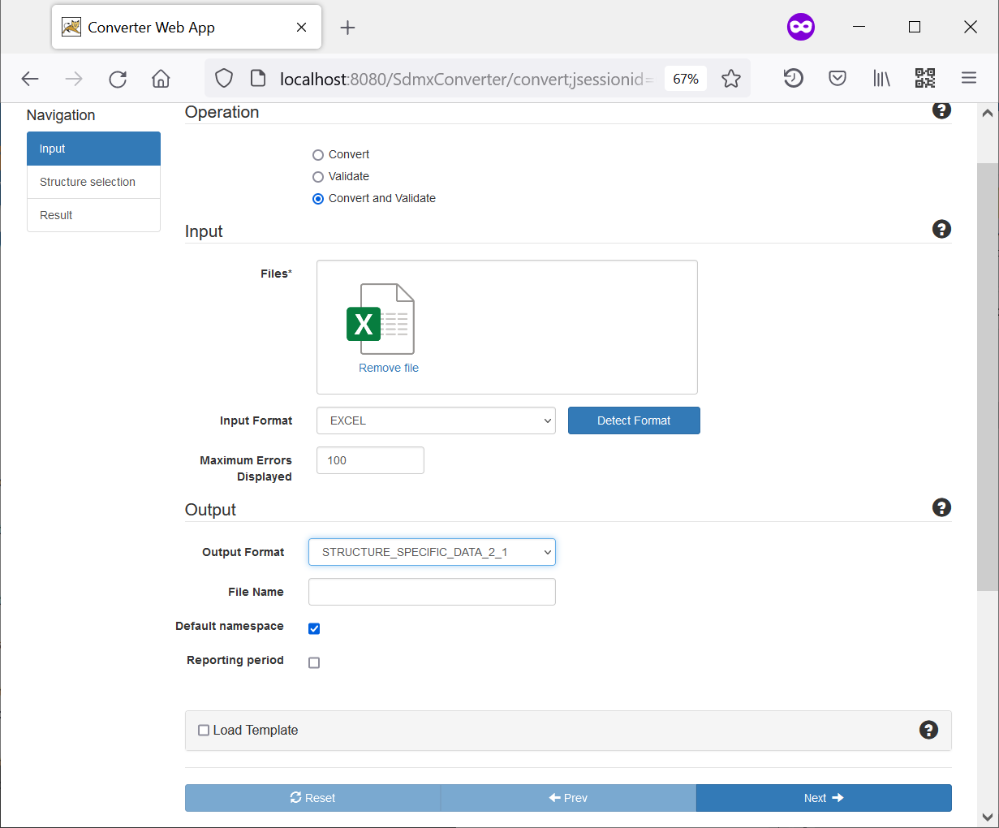 Converter Web App
localhost:8080/SdmxConverter/convert;jsessionid=
67%
Navigation
Input
Structure selection
Result
Operation
Convert
Validate
Convert and Validate
Input
Files*
X
Remove file
Input Format
EXCEL
Detect Format
Maximum Errors
Displayed
100
Output
Output Format
STRUCTURE_SPECIFIC_DATA_2_1
File Name
Default namespace
Reporting period
Load Template
Reset
Prev
Next